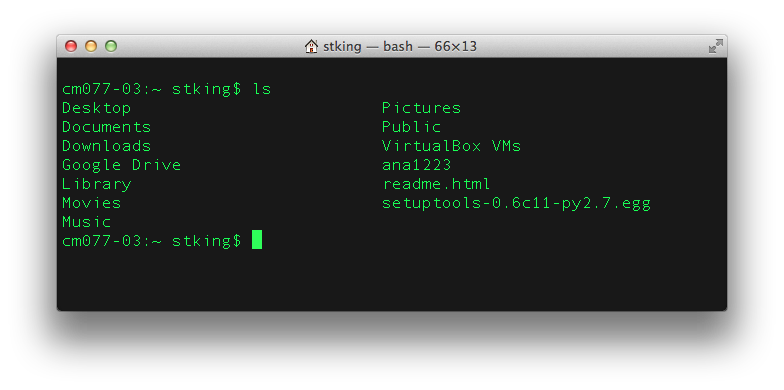 stking — bash — 66×13
cm077-03:~ stking$ ls
Desktop Pictures
Documents Public
Downloads VirtualBox VMs
Google Drive ana1223
Library readme.html
Movies setuptools-0.6c11-py2.7.egg
Music
cm077-03:~ stking$